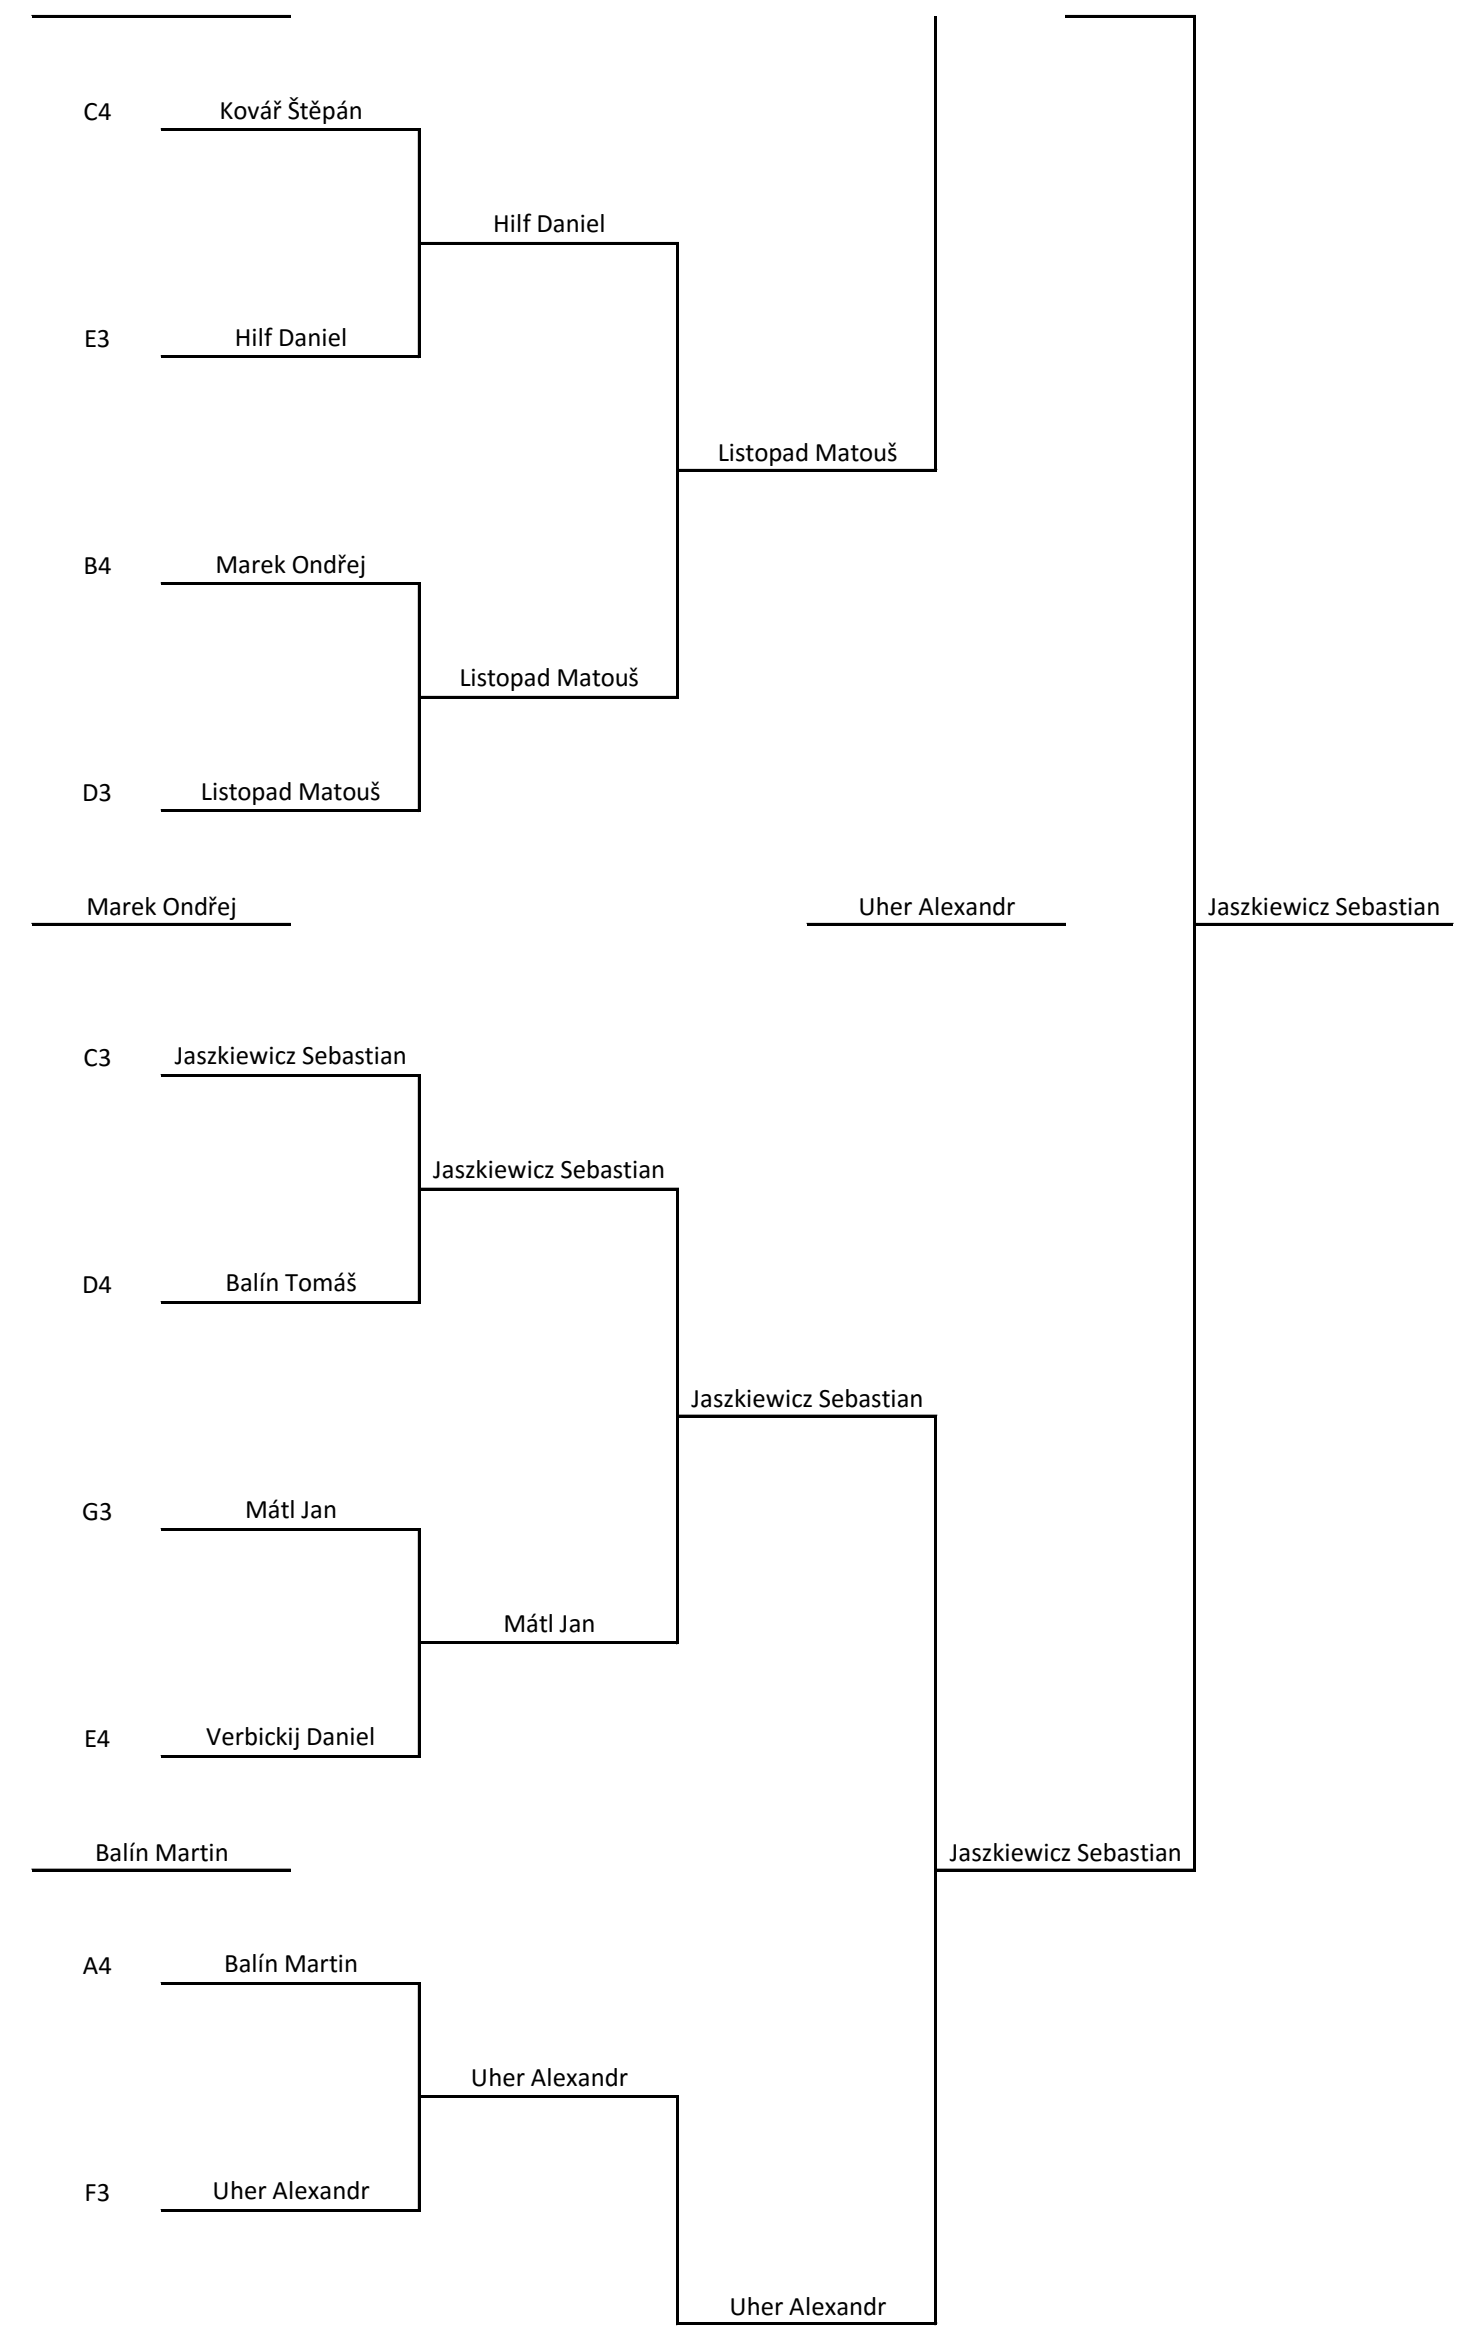 C4 Kovář Štěpán
Hilf Daniel
E3 Hilf Daniel
Listopad Matouš
B4 Marek Ondřej
Listopad Matouš
D3 Listopad Matouš
Marek Ondřej Uher Alexandr Jaszkiewicz Sebastian
C3 Jaszkiewicz Sebastian
Jaszkiewicz Sebastian
D4 Balín Tomáš
Jaszkiewicz Sebastian
G3 Mátl Jan
Mátl Jan
E4 Verbickij Daniel
Balín Martin Jaszkiewicz Sebastian
A4 Balín Martin
Uher Alexandr
F3 Uher Alexandr
Uher Alexandr